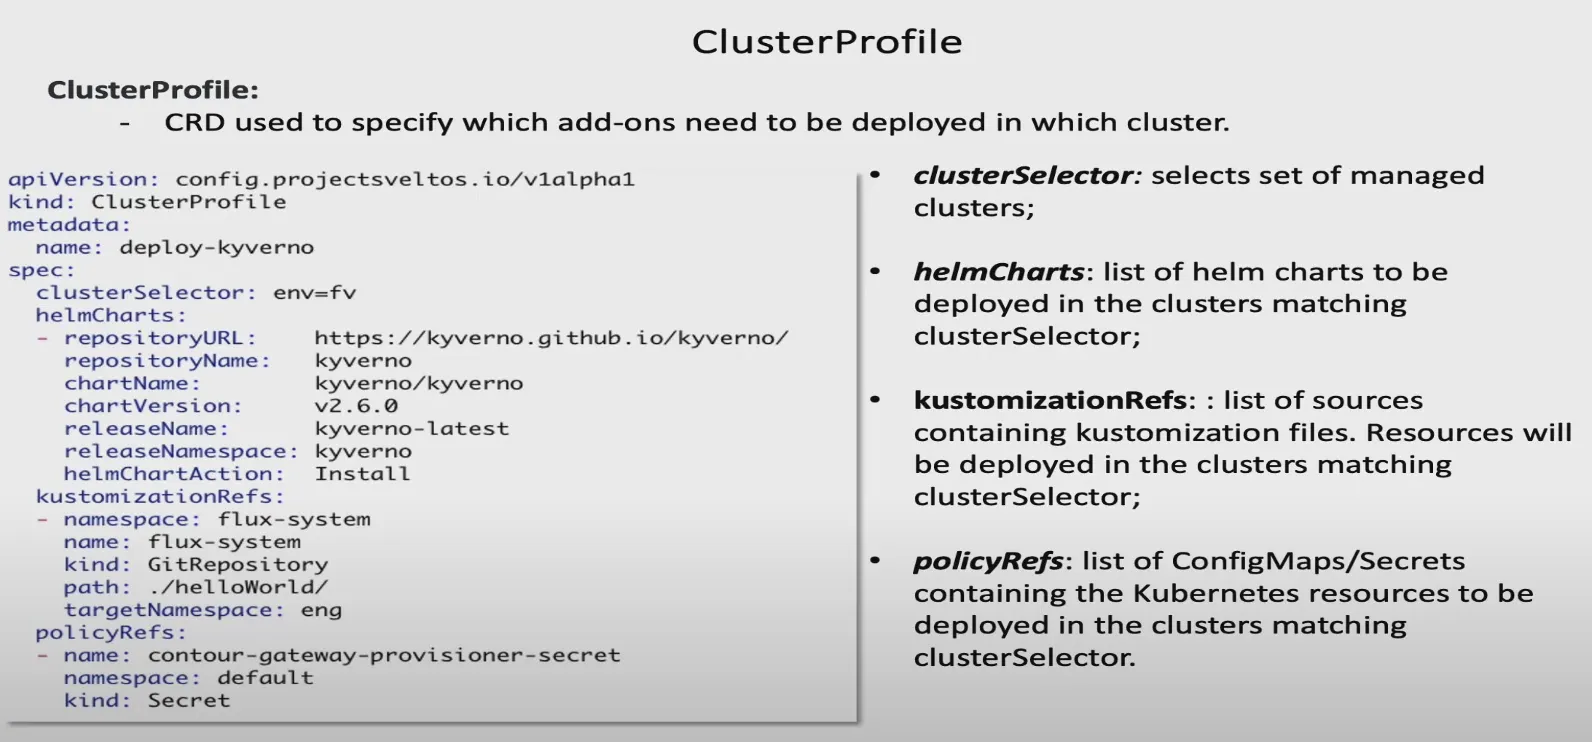 ClusterProfile
ClusterProfile:
- CRD used to specify which add-ons need to be deployed in which cluster.
apiVersion: config.projectsveltos.io/v1alpha1
kind: ClusterProfile
metadata:
  name: deploy-kyverno
spec:
  clusterSelector: env=fv
  helmCharts:
  - repositoryURL:    https://kyverno.github.io/kyverno/
    repositoryName:   kyverno
    chartName:        kyverno/kyverno
    chartVersion:     v2.6.0
    releaseName:      kyverno-latest
    releaseNamespace: kyverno
    helmChartAction:  Install
  kustomizationRefs:
  - namespace: flux-system
    name: flux-system
    kind: GitRepository
    path: ./helloWorld/
    targetNamespace: eng
  policyRefs:
  - name: contour-gateway-provisioner-secret
    namespace: default
    kind: Secret
• clusterSelector: selects set of managed
clusters;
• helmCharts: list of helm charts to be
deployed in the clusters matching
clusterSelector;
• kustomizationRefs: : list of sources
containing kustomization files. Resources will
be deployed in the clusters matching
clusterSelector;
• policyRefs: list of ConfigMaps/Secrets
containing the Kubernetes resources to be
deployed in the clusters matching
clusterSelector.